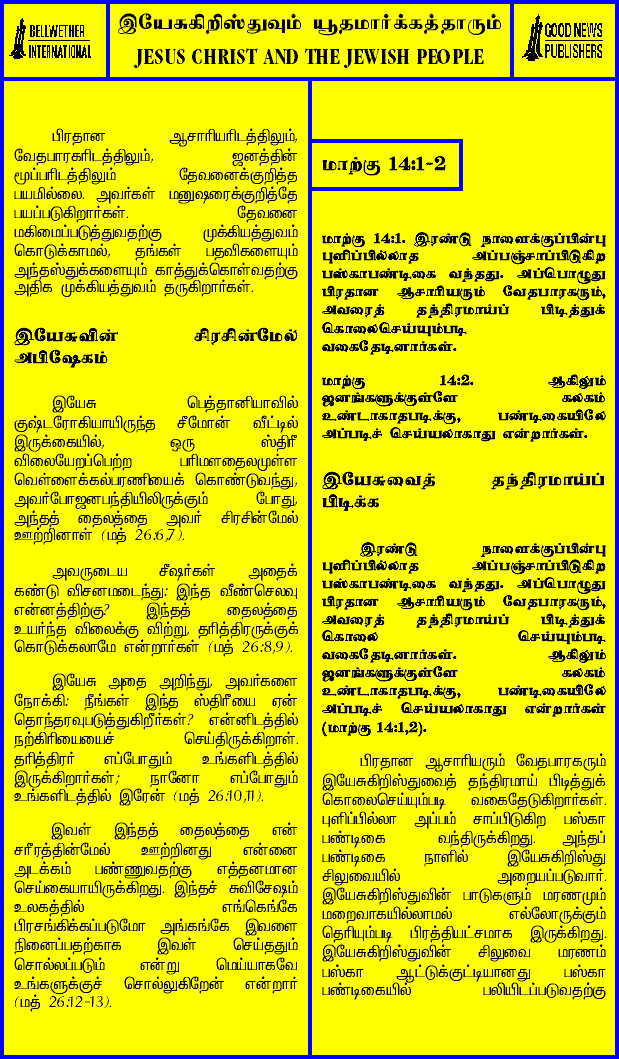 BELLWETHER
INTERNATIONAL
இயேசுகிறிஸ்துவும் யூதமார்க்கத்தாரும்
JESUS CHRIST AND THE JEWISH PEOPLE
GOOD NEWS
PUBLISHERS
பிரதான ஆசாரியரிடத்திலும்,
வேதபாரகரிடத்திலும், ஜனத்தின்
மூப்பரிடத்திலும் தேவனைக்குறித்த
பயமில்லை. அவர்கள் மனுஷரைக்குறித்தே
பயப்படுகிறார்கள். தேவனை
மகிமைப்படுத்துவதற்கு முக்கியத்துவம்
கொடுக்காமல், தங்கள் பதவிகளையும்
அந்தஸ்துக்களையும் காத்துக்கொள்வதற்கு
அதிக முக்கியத்துவம் தருகிறார்கள்.
இயேசுவின் சிரசின்மேல்
அபிஷேகம்
இயேசு பெத்தானியாவில்
குஷ்டரோகியாயிருந்த சீமோன் வீட்டில்
இருக்கையில், ஒரு ஸ்திரீ
விலையேறப்பெற்ற பரிமளதைலமுள்ள
வெள்ளைக்கல்பரணியைக் கொண்டுவந்து,
அவர்போஜனபந்தியிலிருக்கும் போது,
அந்தத் தைலத்தை அவர் சிரசின்மேல்
ஊற்றினாள் (மத் 26:6,7).
அவருடைய சீஷர்கள் அதைக்
கண்டு விசனமடைந்து: இந்த வீண்செலவு
என்னத்திற்கு? இந்தத் தைலத்தை
உயர்ந்த விலைக்கு விற்று, தரித்திரருக்குக்
கொடுக்கலாமே என்றார்கள் (மத் 26:8,9).
இயேசு அதை அறிந்து, அவர்களை
நோக்கி: நீங்கள் இந்த ஸ்திரீயை ஏன்
தொந்தரவுபடுத்துகிறீர்கள்? என்னிடத்தில்
நற்கிரியையைச் செய்திருக்கிறாள்.
தரித்திரர் எப்போதும் உங்களிடத்தில்
இருக்கிறார்கள்; நானோ எப்போதும்
உங்களிடத்தில் இரேன் (மத் 26:10,11).
இவள் இந்தத் தைலத்தை என்
சரீரத்தின்மேல் ஊற்றினது என்னை
அடக்கம் பண்ணுவதற்கு எத்தனமான
செய்கையாயிருக்கிறது. இந்தச் சுவிசேஷம்
உலகத்தில் எங்கெங்கே
பிரசங்கிக்கப்படுமோ அங்கங்கே இவளை
நினைப்பதற்காக இவள் செய்ததும்
சொல்லப்படும் என்று மெய்யாகவே
உங்களுக்குச் சொல்லுகிறேன் என்றார்
(மத் 26:12-13).
மாற்கு 14:1-2
மாற்கு 14:1. இரண்டு நாளைக்குப்பின்பு
புளிப்பில்லாத அப்பஞ்சாப்பிடுகிற
பஸ்காபண்டிகை வந்தது. அப்பொழுது
பிரதான ஆசாரியரும் வேதபாரகரும்,
அவரைத் தந்திரமாய்ப் பிடித்துக்
கொலைசெய்யும்படி
வகைதேடினார்கள்.
மாற்கு 14:2. ஆகிலும்
ஜனங்களுக்குள்ளே கலகம்
உண்டாகாதபடிக்கு, பண்டிகையிலே
அப்படிச் செய்யலாகாது என்றார்கள்.
இயேசுவைத் தந்திரமாய்ப்
பிடிக்க
இரண்டு நாளைக்குப்பின்பு
புளிப்பில்லாத அப்பஞ்சாப்பிடுகிற
பஸ்காபண்டிகை வந்தது. அப்பொழுது
பிரதான ஆசாரியரும் வேதபாரகரும்,
அவரைத் தந்திரமாய்ப் பிடித்துக்
கொலை செய்யும்படி
வகைதேடினார்கள். ஆகிலும்
ஜனங்களுக்குள்ளே கலகம்
உண்டாகாதபடிக்கு, பண்டிகையிலே
அப்படிச் செய்யலாகாது என்றார்கள்
(மாற்கு 14:1,2).
பிரதான ஆசாரியரும் வேதபாரகரும்
இயேசுகிறிஸ்துவைத் தந்திரமாய் பிடித்துக்
கொலைசெய்யும்படி வகைதேடுகிறார்கள்.
புளிப்பில்லா அப்பம் சாப்பிடுகிற பஸ்கா
பண்டிகை வந்திருக்கிறது. அந்தப்
பண்டிகை நாளில் இயேசுகிறிஸ்து
சிலுவையில் அறையப்படுவார்.
இயேசுகிறிஸ்துவின் பாடுகளும் மரணமும்
மறைவாகயில்லாமல் எல்லோருக்கும்
தெரியும்படி பிரத்தியட்சமாக இருக்கிறது.
இயேசுகிறிஸ்துவின் சிலுவை மரணம்
பஸ்கா ஆட்டுக்குட்டியானது பஸ்கா
பண்டிகையில் பலியிடப்படுவதற்கு